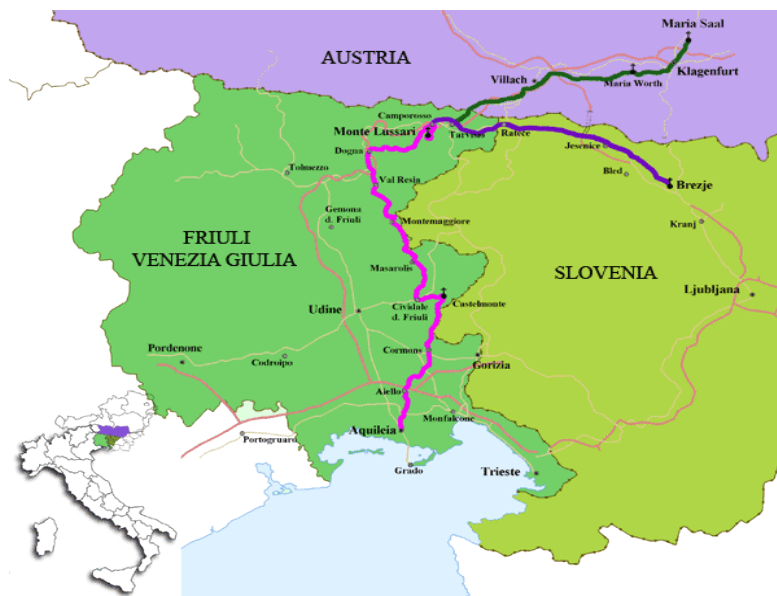 Maria Saal
AUSTRIA
Villach
Klagenfurt
Maria Worth
Camporosso
Monte Lussari
Tarvisio
Ratece
Dogna
Jesenice
Tolmezzo
Bled
Val Resia
Brezje
Gemona
d. Friuli
Montemaggiore
Kranj
FRIULI
VENEZIA GIULIA
Masarolis
SLOVENIA
Ljubljana
Castelmonte
Cividale
d. Friuli
Udine
Pordenone
Cormons
Codroipo
Gorizia
Aiello
Monfalcone
Aquileia
Portogruaro
Grado
Trieste